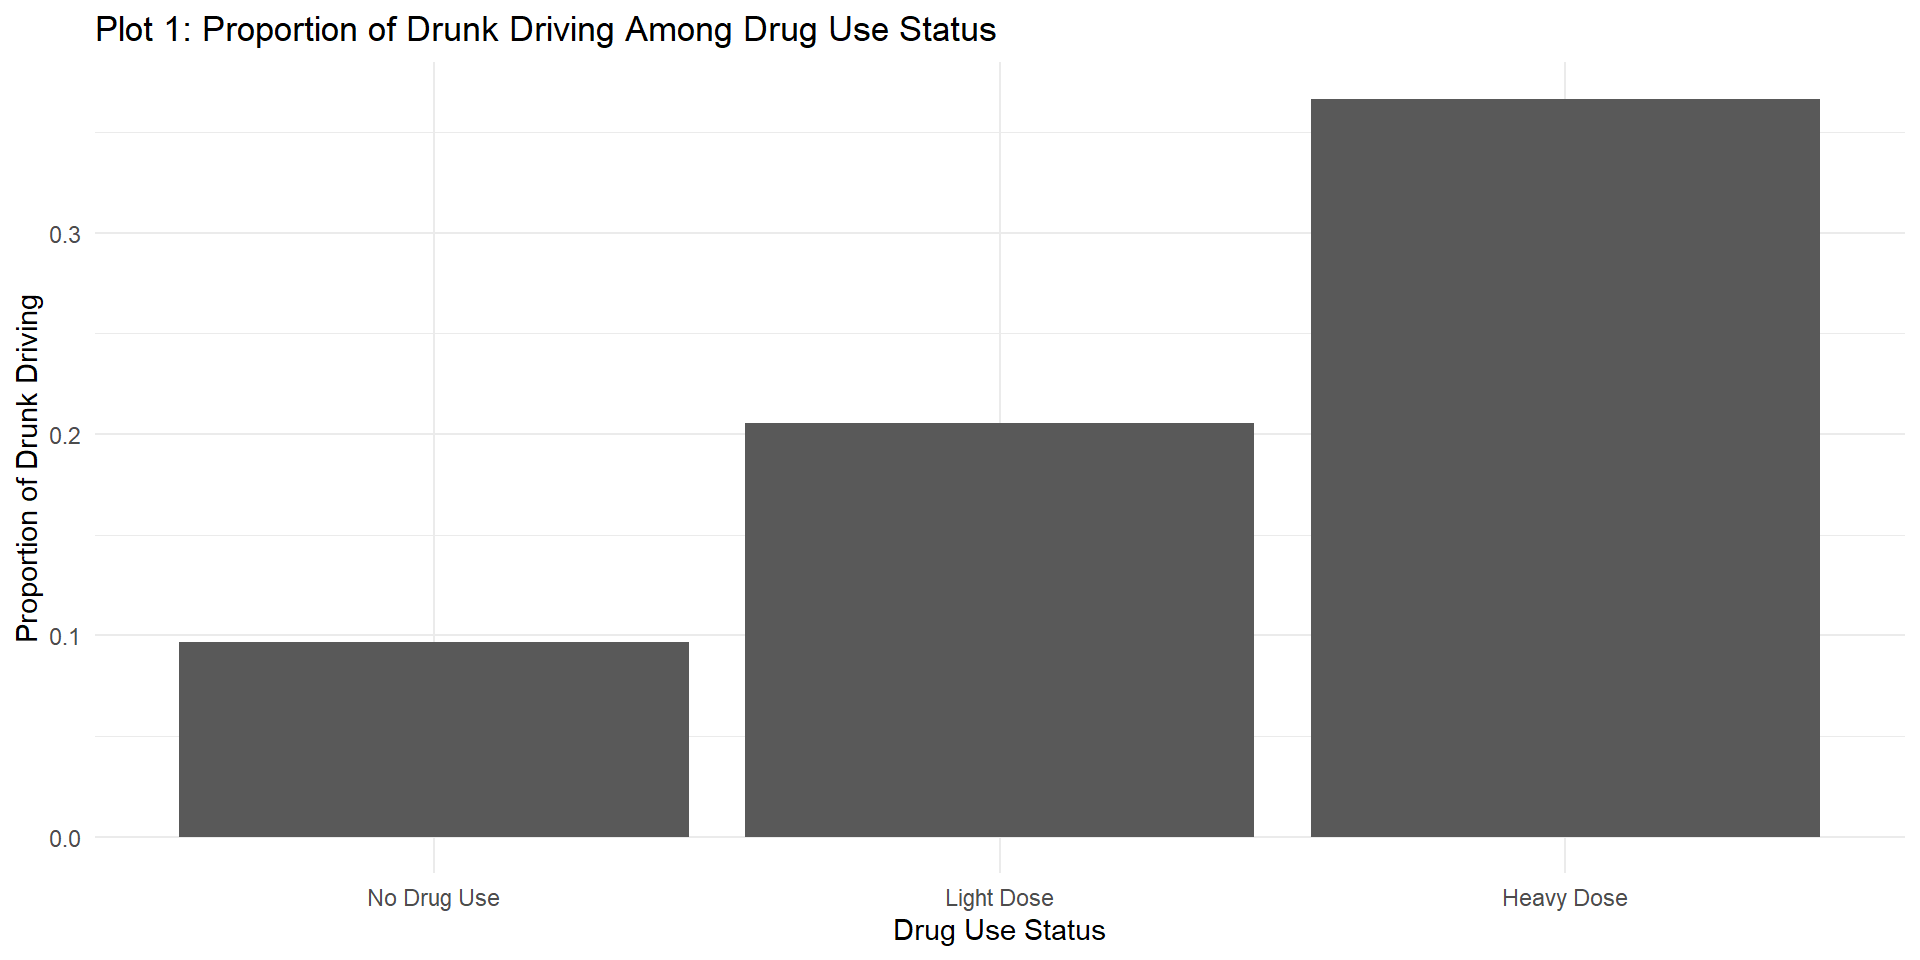 Plot 1: Proportion of Drunk Driving Among Drug Use Status
Proportion of Drunk Driving
0.3
0.2
0.1
0.0
No Drug Use
Light Dose
Heavy Dose
Drug Use Status